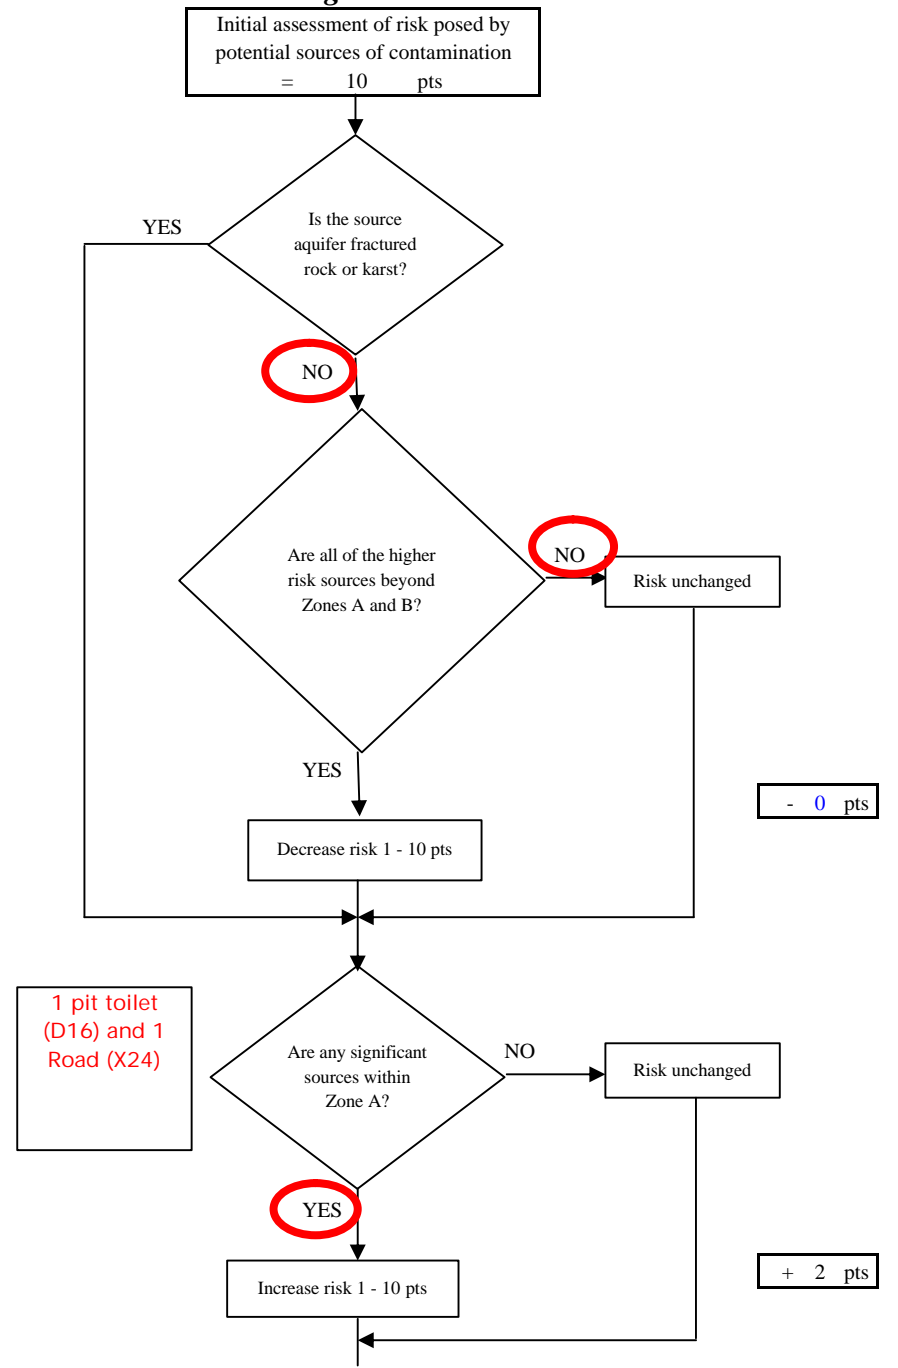 Initial assessment of risk posed by
potential sources of contamination
= 10 pts
Is the source
aquifer fractured
rock or karst?
YES
NO
Are all of the higher
risk sources beyond
Zones A and B?
NO
Risk unchanged
YES
- 0 pts
Decrease risk 1 - 10 pts
1 pit toilet
(D16) and 1
Road (X24)
Are any significant
sources within
Zone A?
NO
Risk unchanged
YES
Increase risk 1 - 10 pts
+ 2 pts